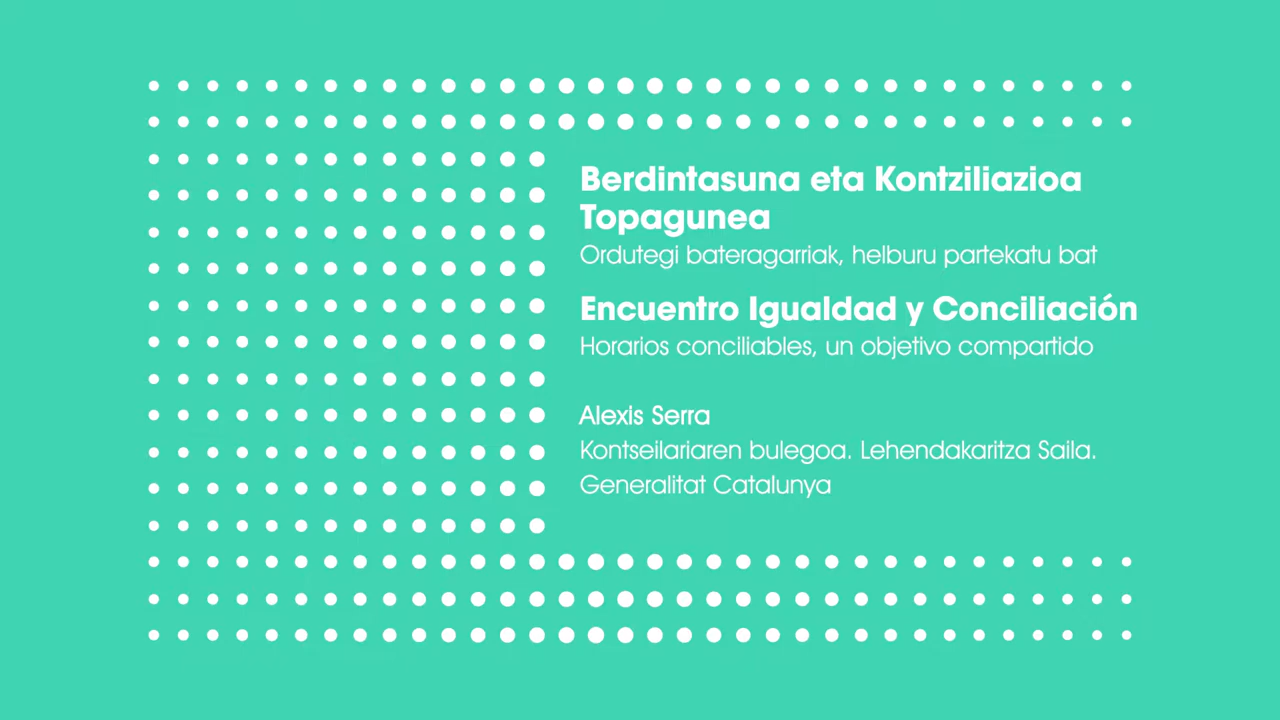 Berdintasuna eta Kontziliazioa
Topagunea
Ordutegi bateragarriak, helburu partekatu bat
Encuentro Igualdad y Conciliación
Horarios conciliables, un objetivo compartido
Alexis Serra
Kontseilariaren bulegoa. Lehendakaritza Saila.
Generalitat Catalunya